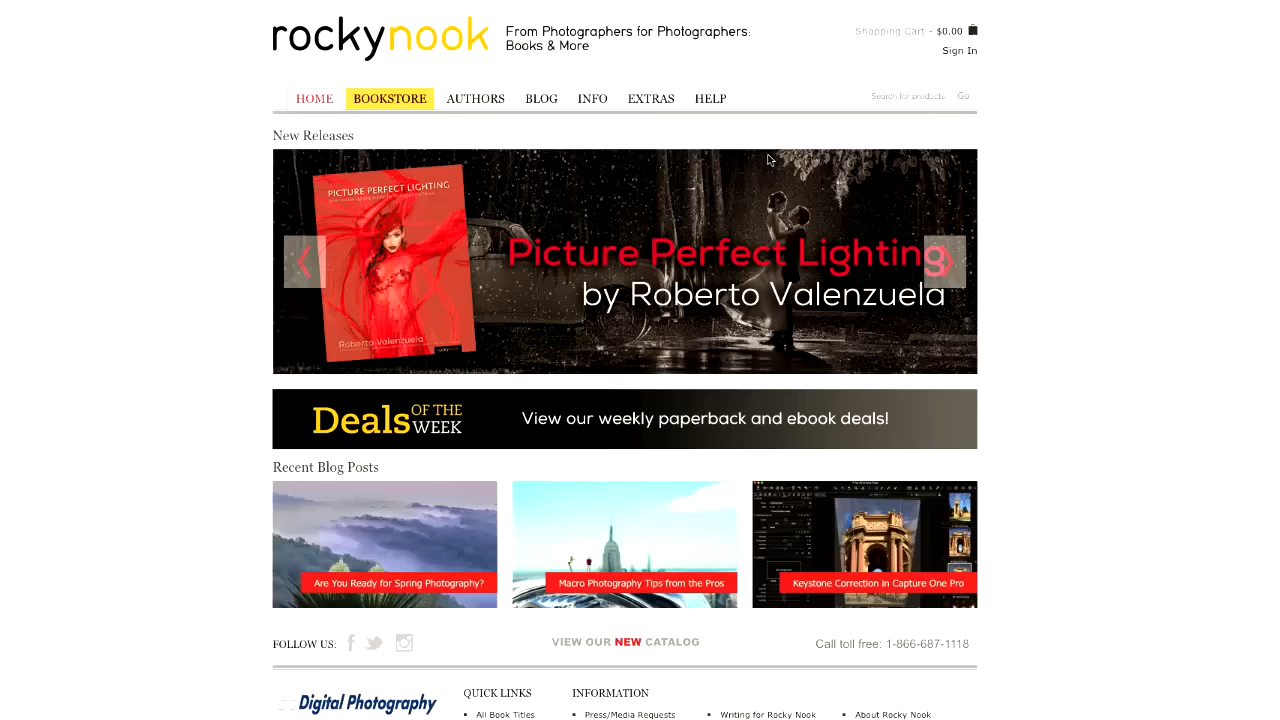 rockynook
From Photographers for Photographers:
Books & More
Shopping Cart - $0.00
Sign In
HOME BOOKSTORE AUTHORS BLOG INFO EXTRAS HELP
Search for products Go
New Releases
PICTURE PERFECT LIGHTING
Roberto Valenzuela
rockynook
Picture Perfect Lighting
by Roberto Valenzuela
Deals OF THE WEEK
View our weekly paperback and ebook deals!
Recent Blog Posts
Are You Ready for Spring Photography?
Macro Photography Tips from the Pros
Keystone Correction in Capture One Pro
FOLLOW US:
VIEW OUR NEW CATALOG
Call toll free: 1-866-687-1118
Digital Photography
QUICK LINKS
INFORMATION
All Book Titles
Press/Media Requests
Writing for Rocky Nook
About Rocky Nook